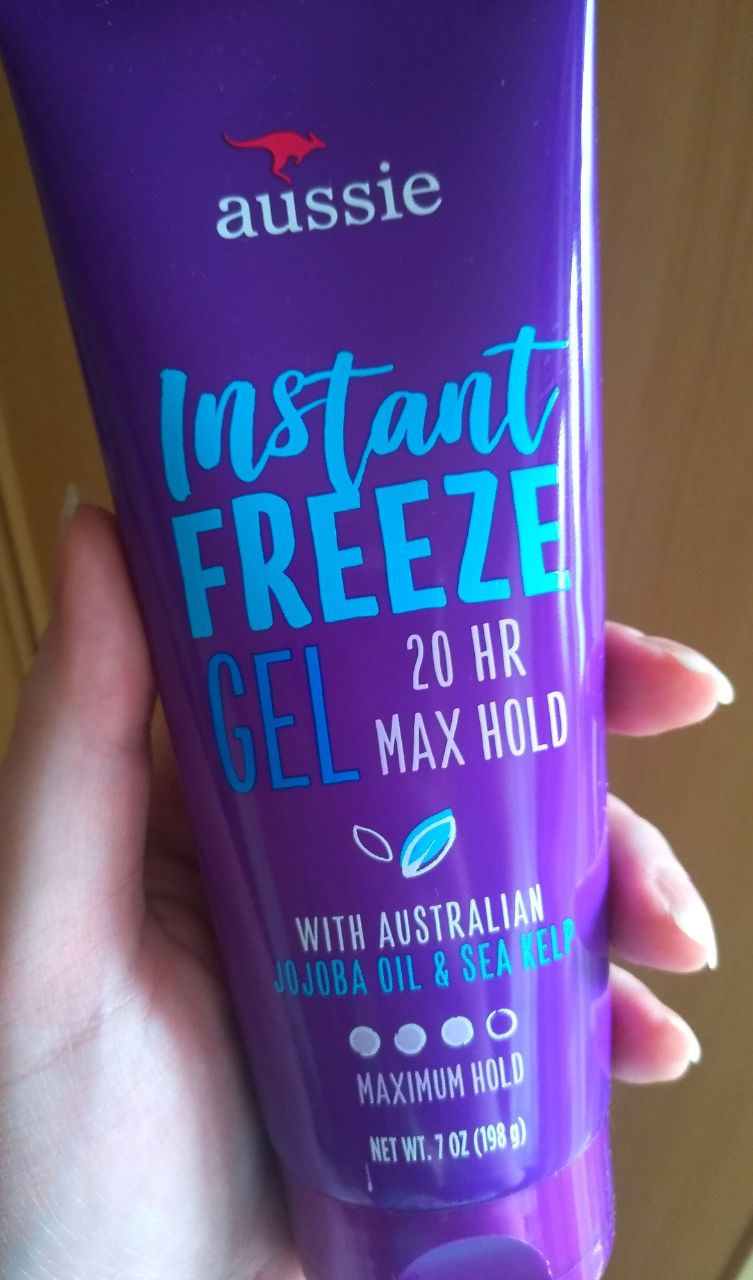 aussie
Instant
FREEZE
GEL 20 HR
MAX HOLD
WITH AUSTRALIAN
JOJOBA OIL & SEA KELP
MAXIMUM HOLD
NET WT. 7 OZ (198 g)